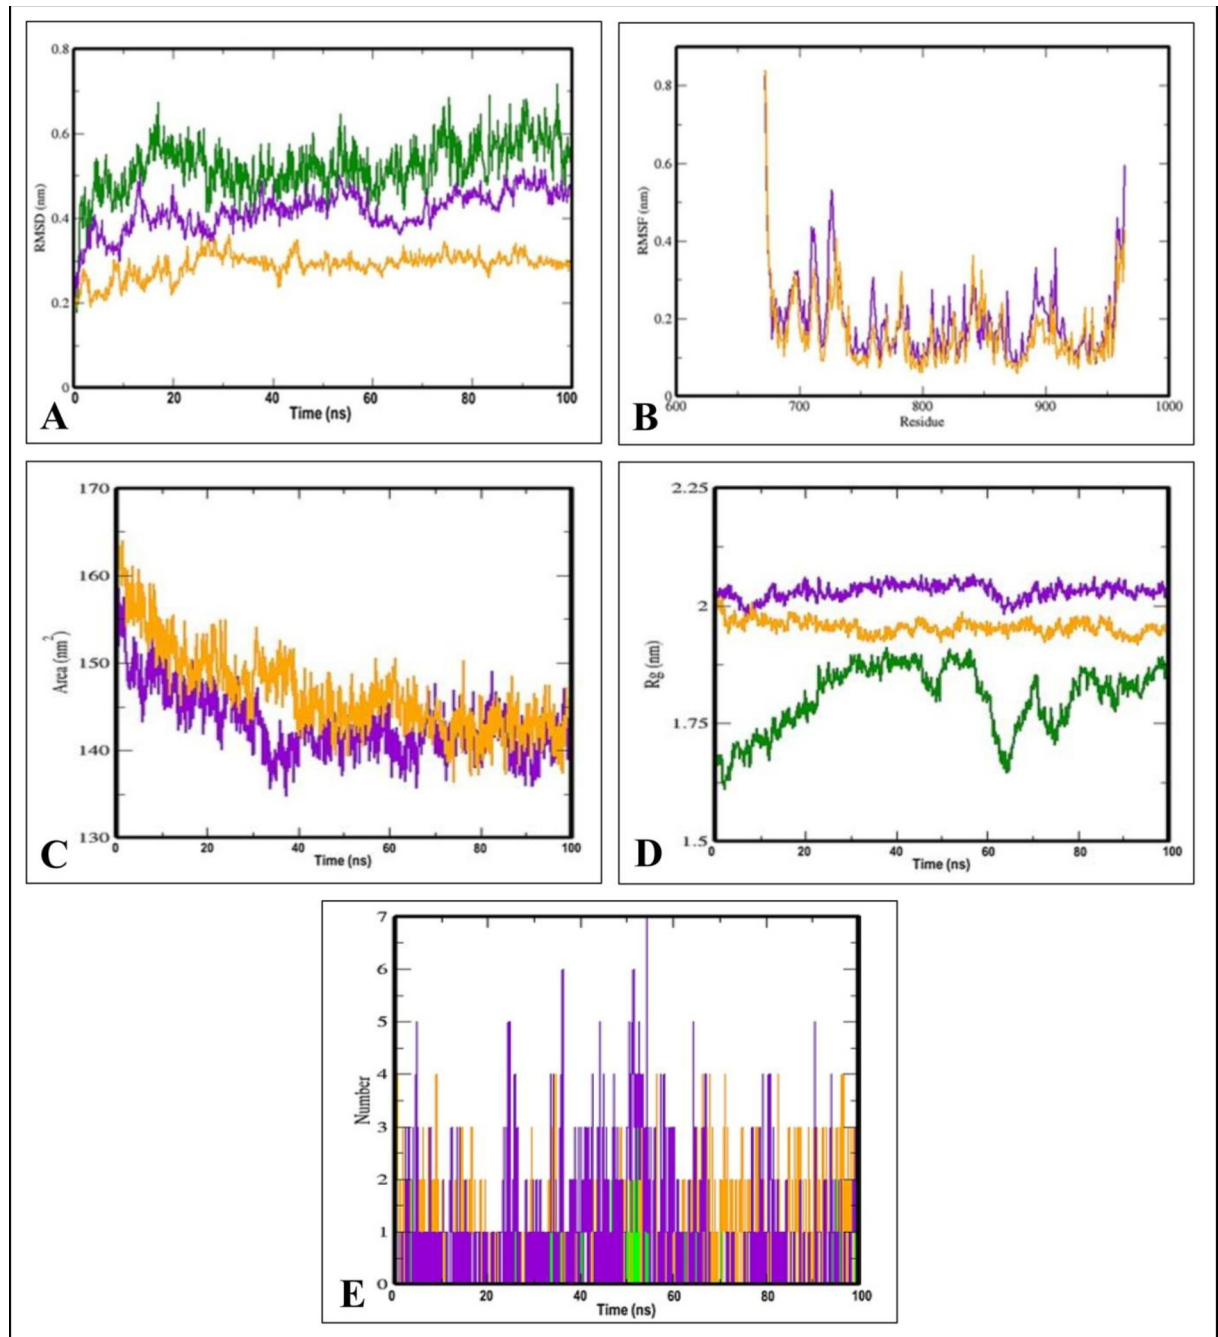 0.8
0.6
0.4
0.2
0
RMSD (nm)
0 20 40 60 80 100
Time (ns)
A
0.8
0.6
0.4
0.2
0
RMSF (nm)
600 700 800 900 1000
Residue
B
170
160
150
140
130
Area (nm²)
0 20 40 60 80 100
Time (ns)
C
2.25
2
1.75
1.5
Rg (nm)
0 20 40 60 80 100
Time (ns)
D
7
6
5
4
3
2
1
0
Number
0 20 40 60 80 100
Time (ns)
E